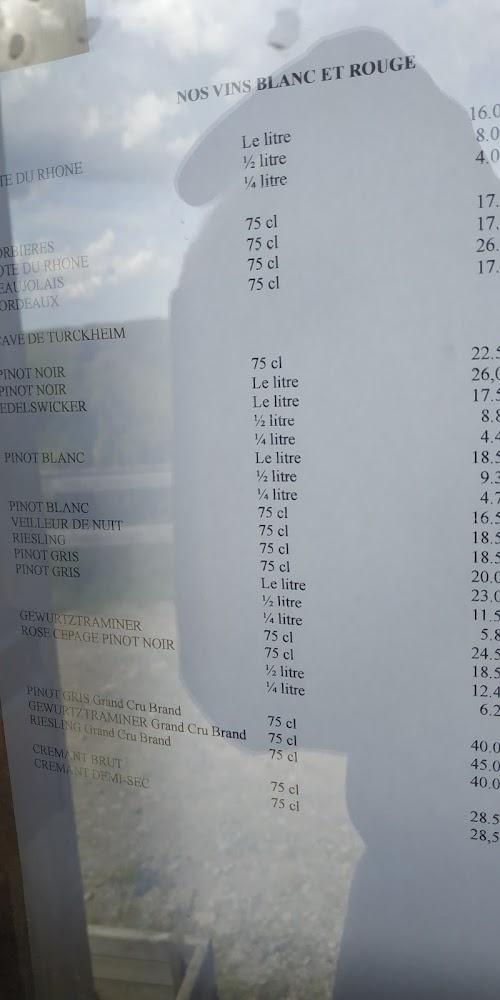 NOS VINS BLANC ET ROUGE
TE DU RHONE Le litre 16.0
½ litre 8.0
¼ litre 4.0
ORBIERES 75 cl 17.
OTE DU RHONE 75 cl 17.
EAUJOLAIS 75 cl 26.
ORDEAUX 75 cl 17.
CAVE DE TURCKHEIM
PINOT NOIR 75 cl 22.5
PINOT NOIR Le litre 26,0
EDELSWICKER Le litre 17.5
½ litre 8.8
¼ litre 4.4
PINOT BLANC Le litre 18.5
½ litre 9.3
¼ litre 4.7
PINOT BLANC 75 cl 16.5
VEILLEUR DE NUIT 75 cl 18.5
RIESLING 75 cl 18.5
PINOT GRIS 75 cl 20.0
PINOT GRIS Le litre 23.0
½ litre 11.5
¼ litre 5.8
GEWURTZTRAMINER 75 cl 24.5
ROSE CEPAGE PINOT NOIR 75 cl 18.5
½ litre 12.4
¼ litre 6.2
PINOT GRIS Grand Cru Brand 75 cl 40.0
GEWURTZTRAMINER Grand Cru Brand 75 cl 45.0
RIESLING Grand Cru Brand 75 cl 40.0
CREMANT BRUT 75 cl 28.5
CREMANT DEMI-SEC 75 cl 28,5